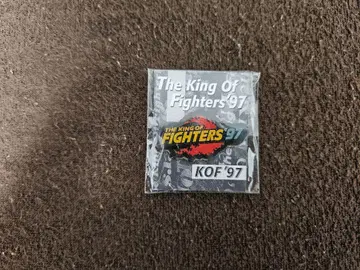 The King Of
Fighters'97
THE KING OF
FIGHTERS'97
KOF '97